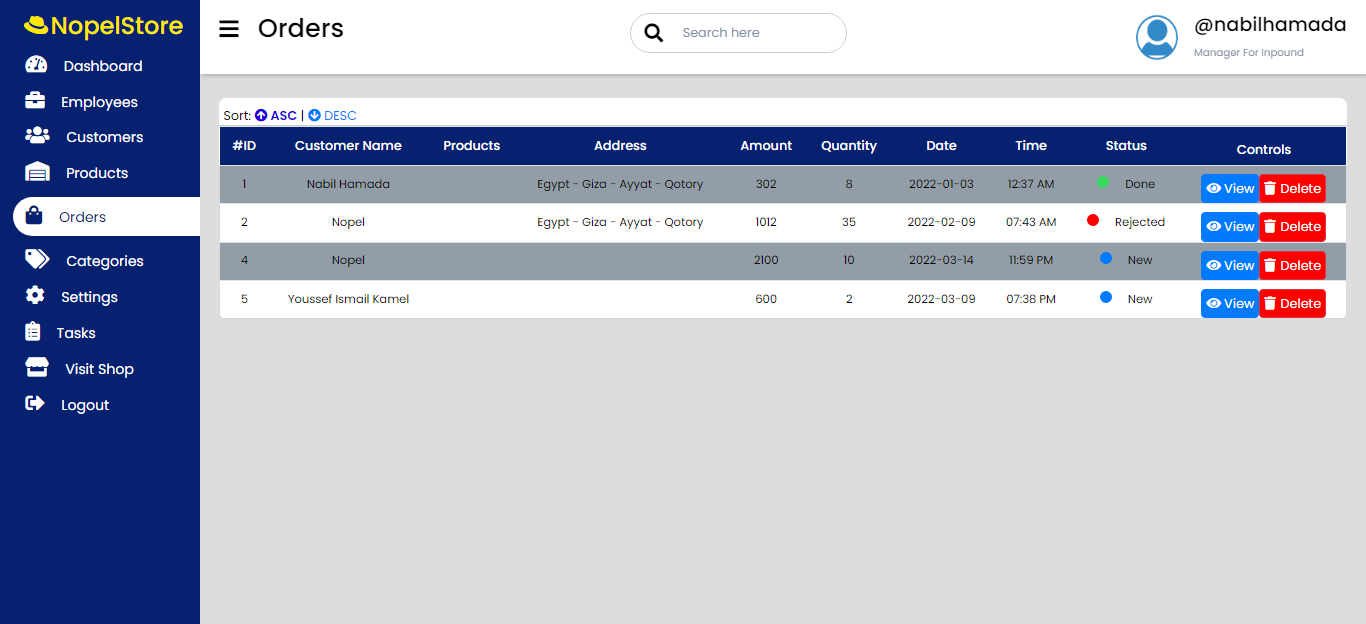 NopelStore
Dashboard
Employees
Customers
Products
Orders
Categories
Settings
Tasks
Visit Shop
Logout
Orders
Search here
@nabilhamada
Manager For Inpound
Sort: ASC | DESC
#ID Customer Name Products Address Amount Quantity Date Time Status Controls
1 Nabil Hamada Egypt - Giza - Ayyat - Qotory 302 8 2022-01-03 12:37 AM Done View Delete
2 Nopel Egypt - Giza - Ayyat - Qotory 1012 35 2022-02-09 07:43 AM Rejected View Delete
4 Nopel 2100 10 2022-03-14 11:59 PM New View Delete
5 Youssef Ismail Kamel 600 2 2022-03-09 07:38 PM New View Delete